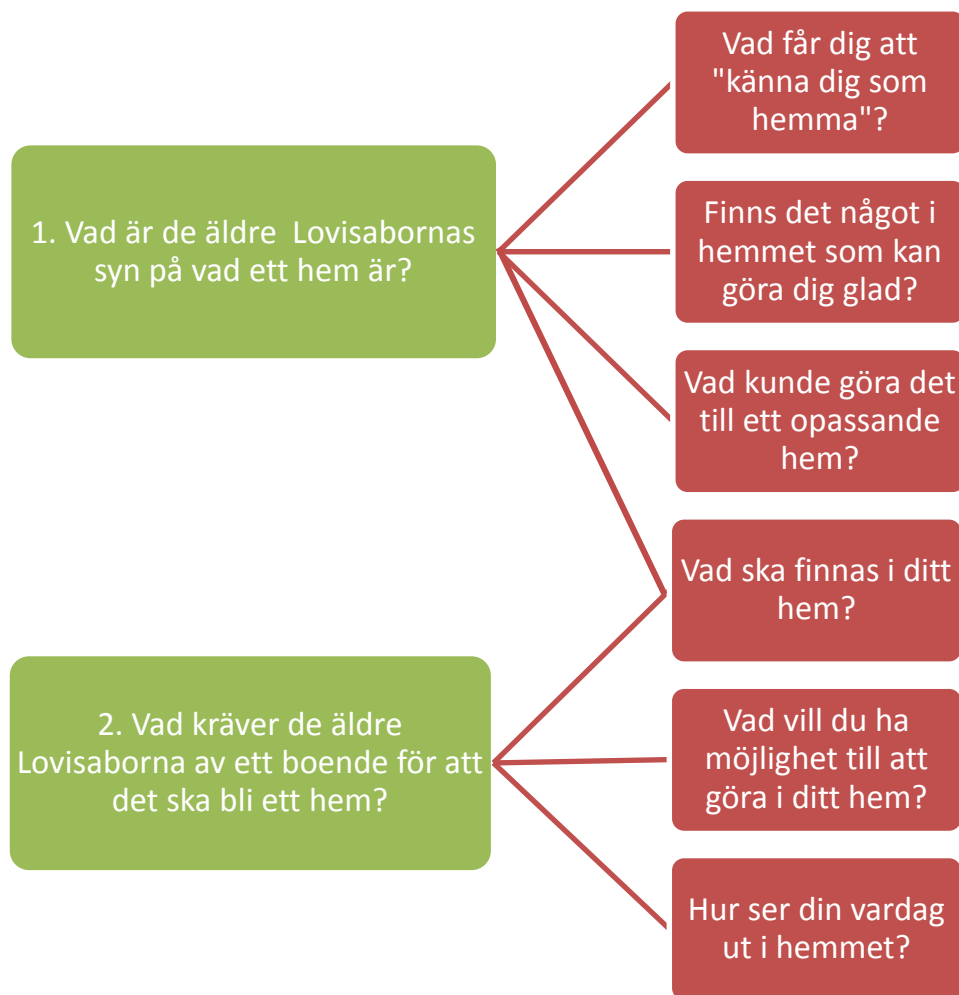 Vad får dig att
"känna dig som
hemma"?
1. Vad är de äldre  Lovisabornas
syn på vad ett hem är?
Finns det något i
hemmet som kan
göra dig glad?
Vad kunde göra det
till ett opassande
hem?
Vad ska finnas i ditt
hem?
2. Vad kräver de äldre
Lovisaborna av ett boende för att
det ska bli ett hem?
Vad vill du ha
möjlighet till att
göra i ditt hem?
Hur ser din vardag
ut i hemmet?